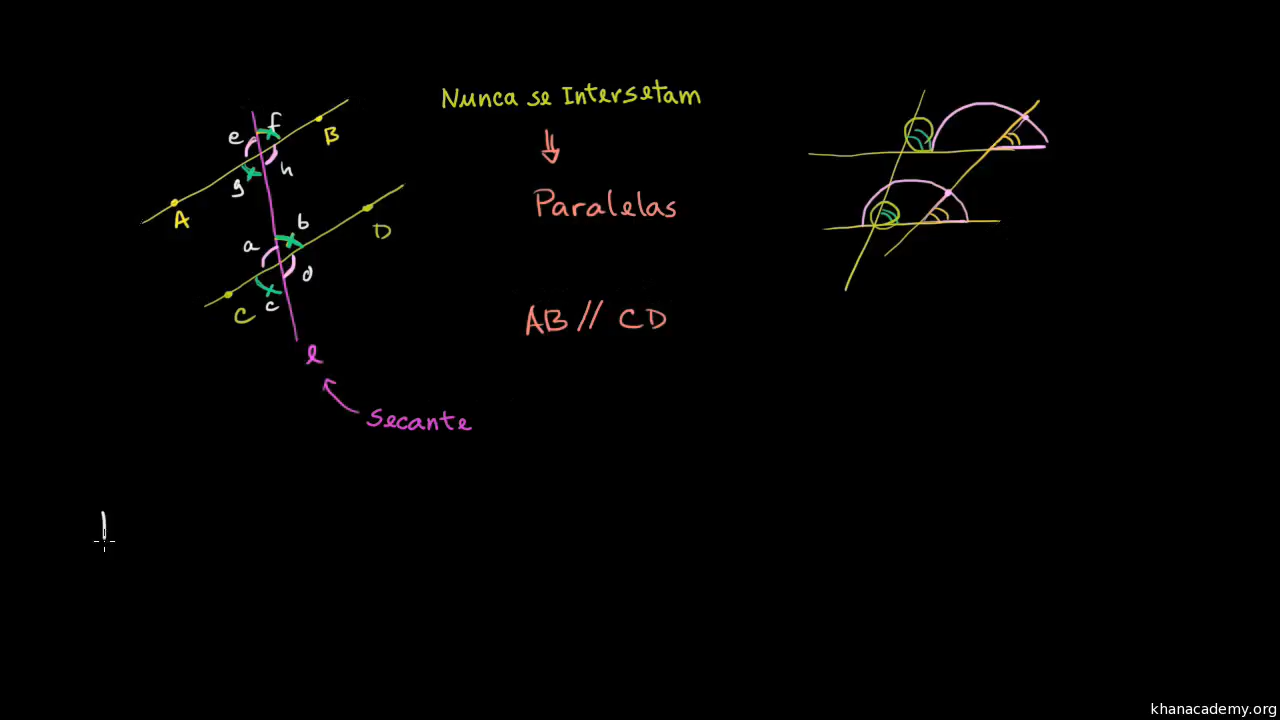 Nunca se Intersetam
e
f
B
h
g
A
Paralelas
b
a
D
d
c
C
AB // CD
l
Secante
khanacademy.org